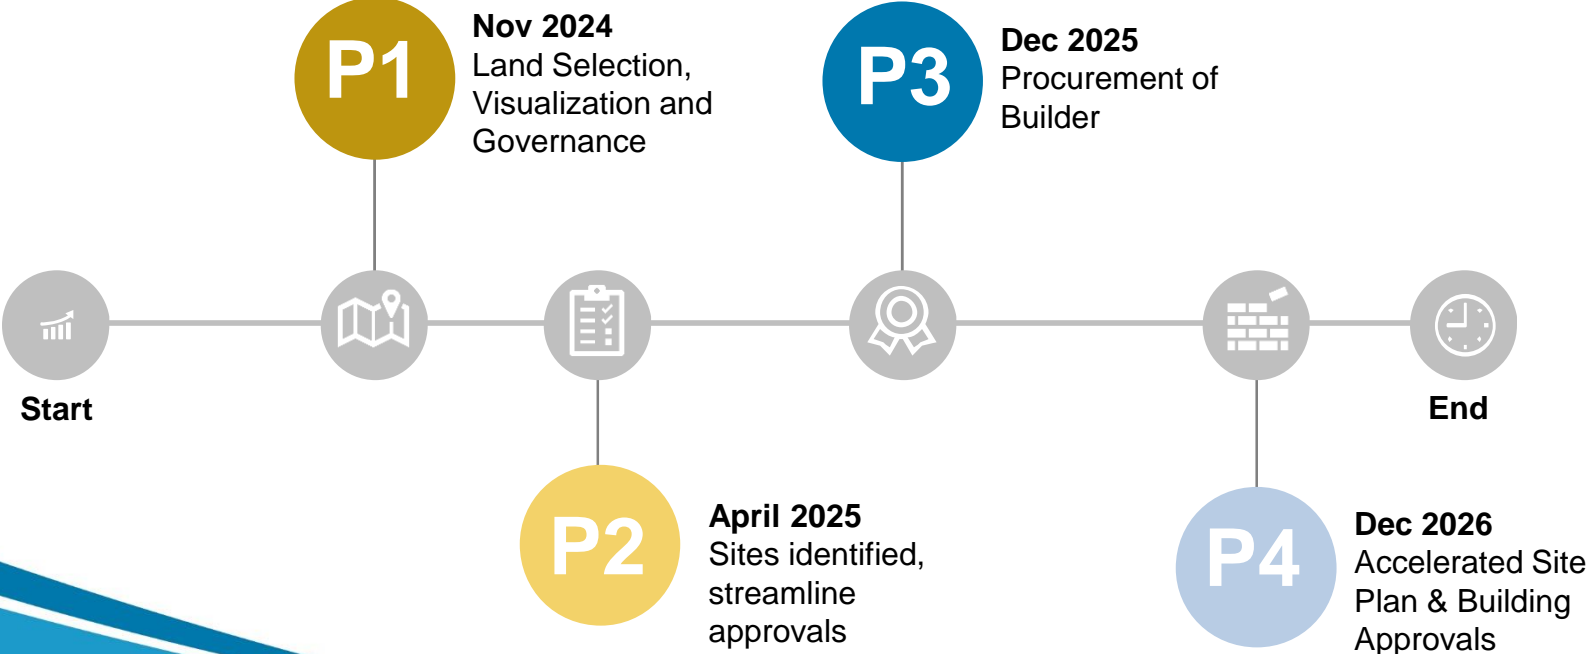 P1
Nov 2024
Land Selection,
Visualization and
Governance
P3
Dec 2025
Procurement of
Builder
Start
End
P2
April 2025
Sites identified,
streamline
approvals
P4
Dec 2026
Accelerated Site
Plan & Building
Approvals